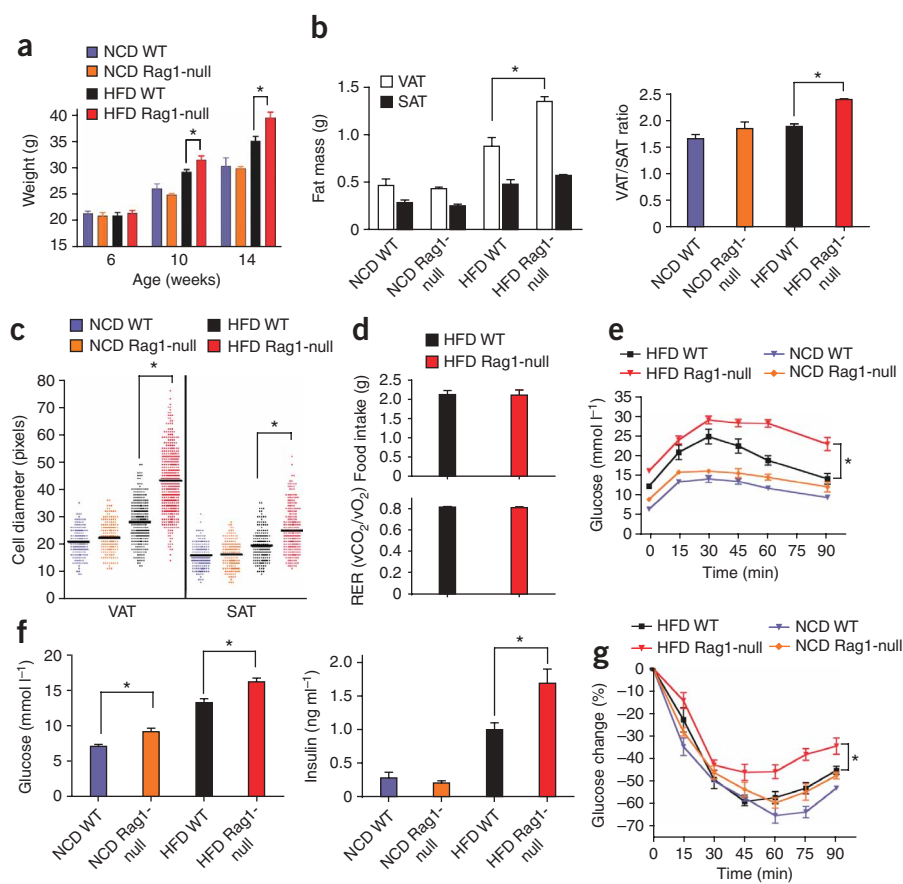 a
NCD WT
NCD Rag1-null
HFD WT
HFD Rag1-null
*
*
Weight (g)
40
35
30
25
20
15
6
10
14
Age (weeks)
b
VAT
SAT
*
Fat mass (g)
1.5
1.0
0.5
0
NCD WT
NCD Rag1-
null
HFD WT
HFD Rag1-
null
*
VAT/SAT ratio
2.5
2.0
1.5
1.0
0.5
0
NCD WT
NCD Rag1-
null
HFD WT
HFD Rag1-
null
c
NCD WT
HFD WT
NCD Rag1-null
HFD Rag1-null
*
*
Cell diameter (pixels)
80
70
60
50
40
30
20
10
0
VAT
SAT
d
HFD WT
HFD Rag1-null
Food intake (g)
2.5
2.0
1.5
1.0
0.5
0
RER (vCO₂/vO₂)
0.8
0.4
0
e
HFD WT
NCD WT
HFD Rag1-null
NCD Rag1-null
Glucose (mmol l⁻¹)
35
30
25
20
15
10
5
0
*
0 15 30 45 60 75 90
Time (min)
f
*
*
Glucose (mmol l⁻¹)
20
15
10
5
0
NCD WT
NCD Rag1-
null
HFD WT
HFD Rag1-
null
*
Insulin (ng ml⁻¹)
2.0
1.5
1.0
0.5
0
NCD WT
NCD Rag1-
null
HFD WT
HFD Rag1-
null
HFD WT
NCD WT
HFD Rag1-null
NCD Rag1-null
g
Glucose change (%)
0
−10
−20
−30
−40
−50
−60
−70
*
0 15 30 45 60 75 90
Time (min)